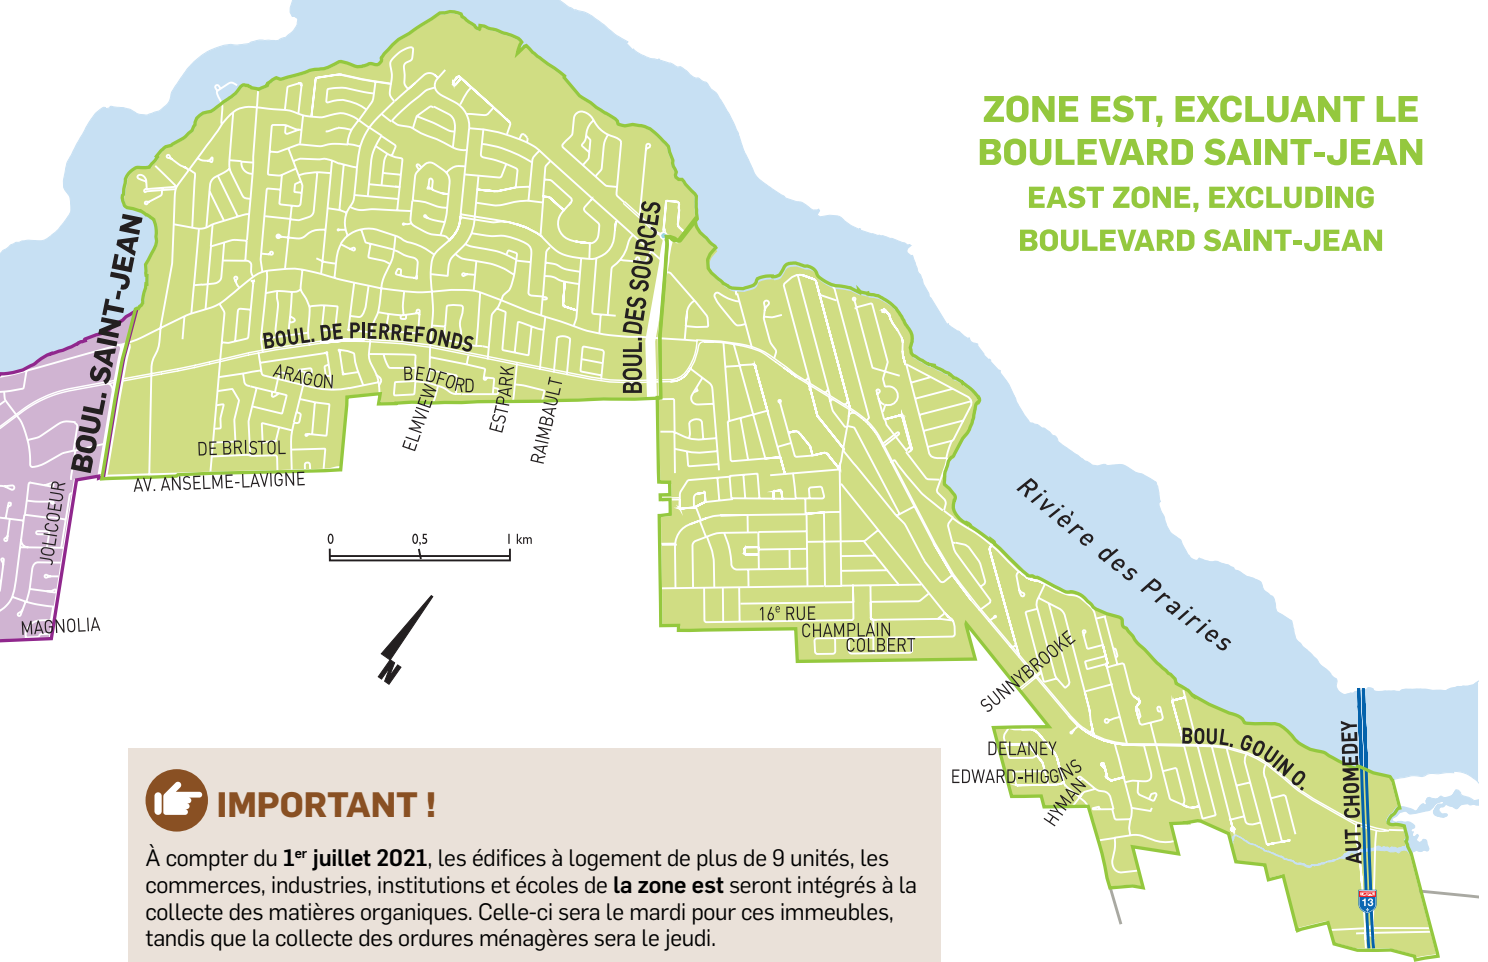 ZONE EST, EXCLUANT LE
BOULEVARD SAINT-JEAN
EAST ZONE, EXCLUDING
BOULEVARD SAINT-JEAN
BOUL. SAINT-JEAN
BOUL. DES SOURCES
BOUL. DE PIERREFONDS
ARAGON
BEDFORD
ELMVIEW
ESTPARK
RAIMBAULT
DE BRISTOL
AV. ANSELME-LAVIGNE
JOLICOEUR
MAGNOLIA
0 0,5 1 km
N
Rivière des Prairies
16e RUE
CHAMPLAIN
COLBERT
SUNNYBROOKE
DELANEY
EDWARD-HIGGINS
HYMAN
BOUL. GOUIN O.
AUT. CHOMEDEY
13
IMPORTANT !
À compter du 1er juillet 2021, les édifices à logement de plus de 9 unités, les
commerces, industries, institutions et écoles de la zone est seront intégrés à la
collecte des matières organiques. Celle-ci sera le mardi pour ces immeubles,
tandis que la collecte des ordures ménagères sera le jeudi.